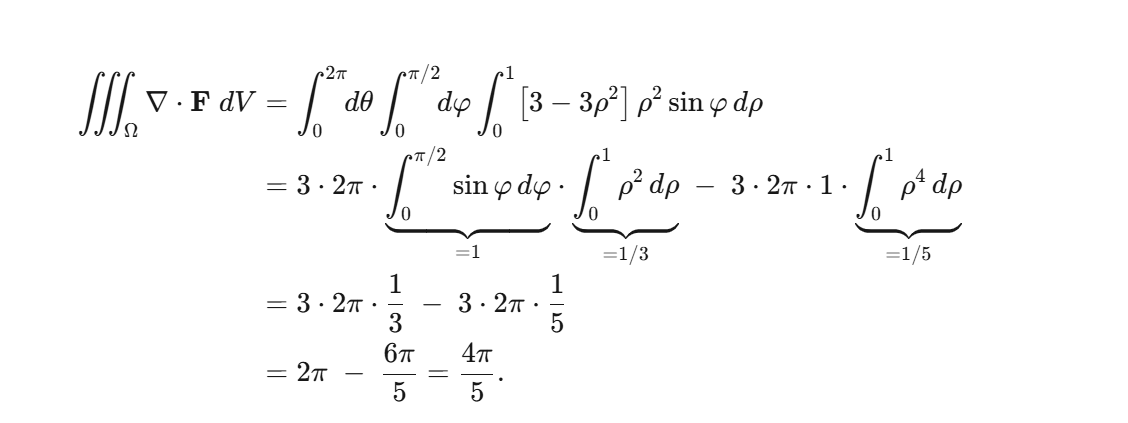 ∭_Ω ∇ · **F** dV = ∫_0^{2π} dθ ∫_0^{π/2} dφ ∫_0^1 [3 − 3ρ²] ρ² sin φ dρ
= 3 · 2π · ∫_0^{π/2} sin φ dφ (=1) · ∫_0^1 ρ² dρ (=1/3) − 3 · 2π · 1 · ∫_0^1 ρ⁴ dρ (=1/5)
= 3 · 2π · 1/3 − 3 · 2π · 1/5
= 2π − 6π/5 = 4π/5.